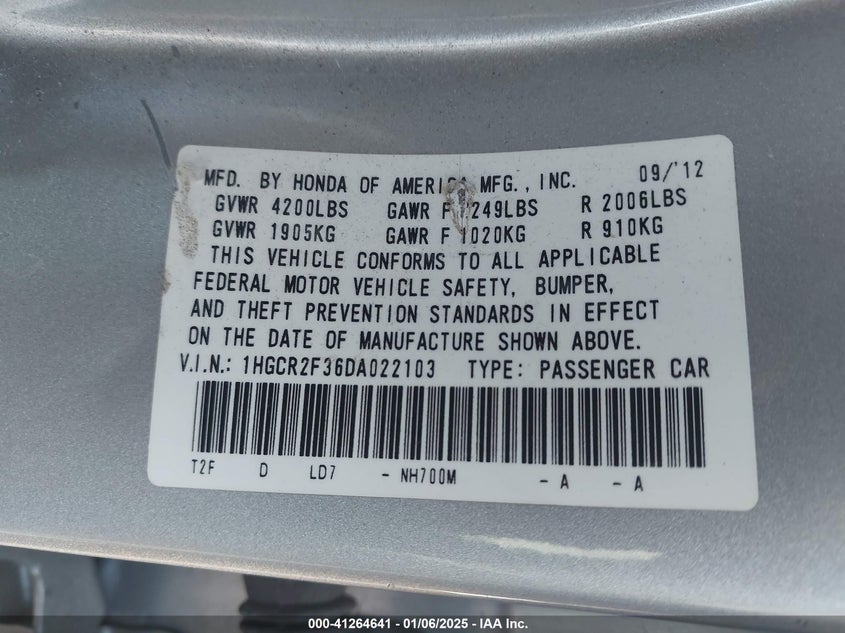 MFD. BY HONDA OF AMERICA MFG., INC. 09/'12
GVWR 4200LBS GAWR F 2249LBS R 2006LBS
GVWR 1905KG GAWR F 1020KG R 910KG
THIS VEHICLE CONFORMS TO ALL APPLICABLE
FEDERAL MOTOR VEHICLE SAFETY, BUMPER,
AND THEFT PREVENTION STANDARDS IN EFFECT
ON THE DATE OF MANUFACTURE SHOWN ABOVE.
V.I.N.: 1HGCR2F36DA022103 TYPE: PASSENGER CAR
T2F D LD7 - NH700M - A - A
000-41264641 - 01/06/2025 - IAA Inc.